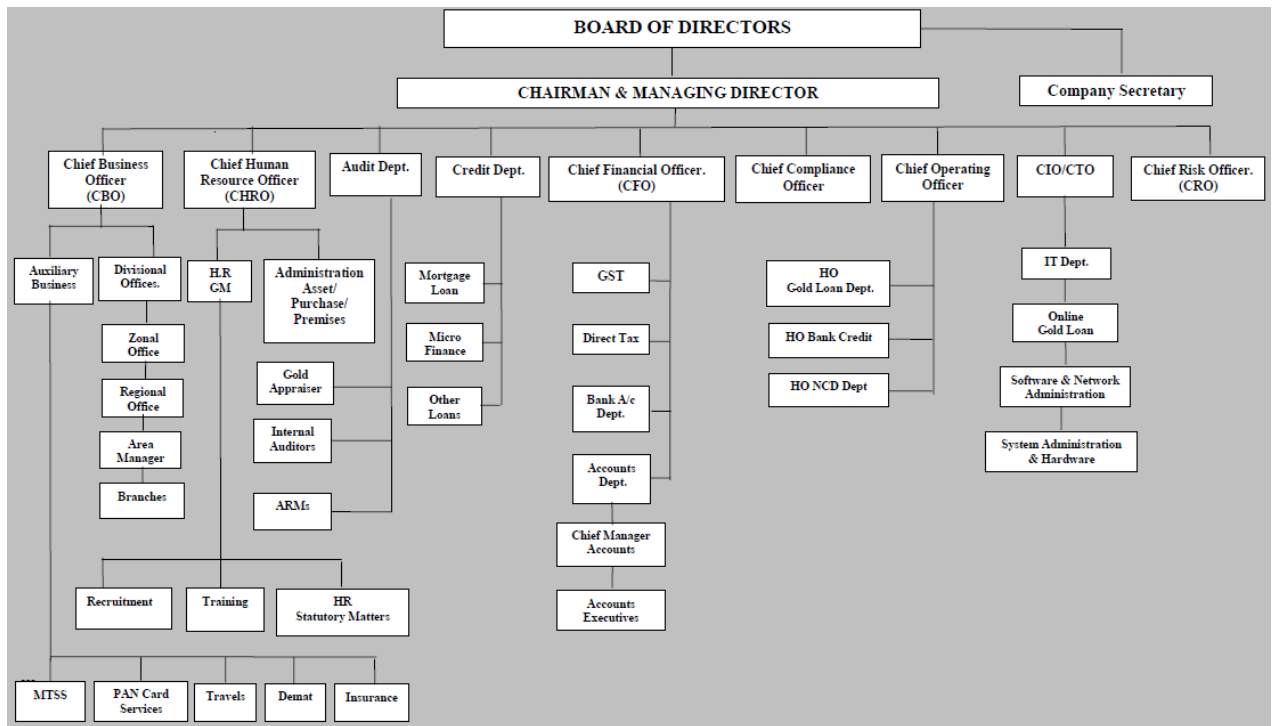 BOARD OF DIRECTORS
CHAIRMAN & MANAGING DIRECTOR
Company Secretary
Chief Business
Officer
(CBO)
Chief Human
Resource Officer
(CHRO)
Audit Dept.
Credit Dept.
Chief Financial Officer.
(CFO)
Chief Compliance
Officer
Chief Operating
Officer
CIO/CTO
Chief Risk Officer.
(CRO)
Auxiliary
Business
Divisional
Offices.
H.R
GM
Administration
Asset/
Purchase/
Premises
Mortgage
Loan
GST
HO
Gold Loan Dept.
IT Dept.
Zonal
Office
Micro
Finance
Direct Tax
HO Bank Credit
Online
Gold Loan
Regional
Office
Gold
Appraiser
Other
Loans
Bank A/c
Dept.
HO NCD Dept
Software & Network
Administration
Area
Manager
Internal
Auditors
System Administration
& Hardware
Branches
ARMs
Accounts
Dept.
Chief Manager
Accounts
Recruitment
Training
HR
Statutory Matters
Accounts
Executives
MTSS
PAN Card
Services
Travels
Demat
Insurance